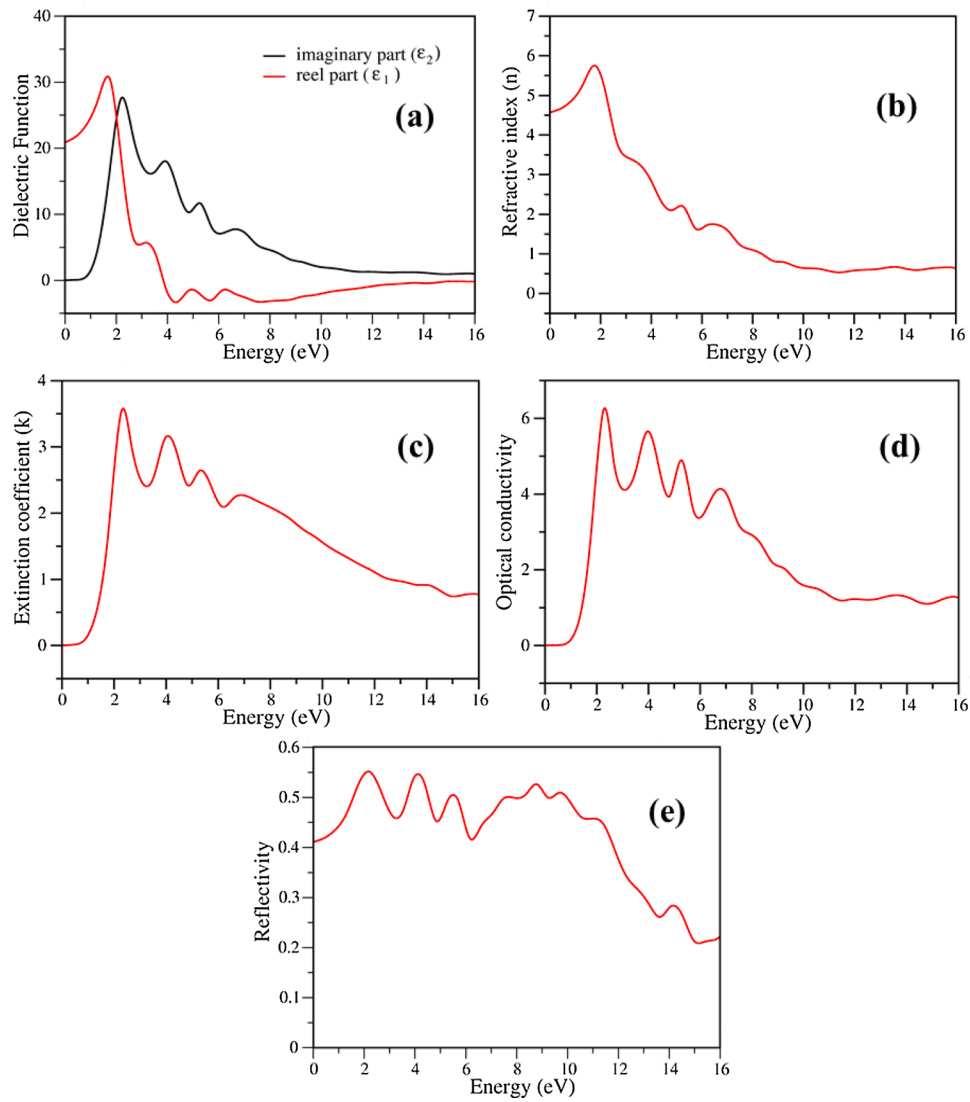 40
30
20
10
0
Dielectric Function
imaginary part (ε2)
reel part (ε1)
(a)
0 2 4 6 8 10 12 14 16
Energy (eV)
7
6
5
4
3
2
1
0
Refractive index (n)
(b)
0 2 4 6 8 10 12 14 16
Energy (eV)
4
3
2
1
0
Extinction coefficient (k)
(c)
0 2 4 6 8 10 12 14 16
Energy (eV)
6
4
2
0
Optical conductivity
(d)
0 2 4 6 8 10 12 14 16
Energy (eV)
0.6
0.5
0.4
0.3
0.2
0.1
0
Reflectivity
(e)
0 2 4 6 8 10 12 14 16
Energy (eV)